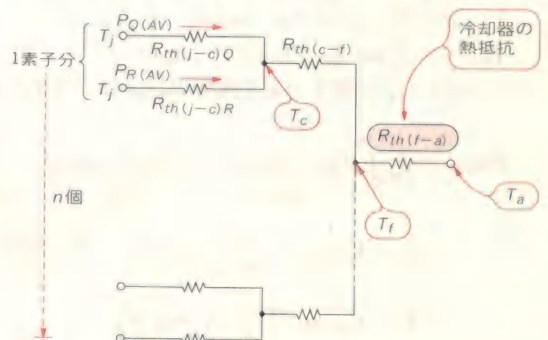 1素子分
T_j
P_Q(AV)
R_th(j-c)Q
T_j
P_R(AV)
R_th(j-c)R
R_th(c-f)
T_c
冷却器の
熱抵抗
R_th(f-a)
T_a
T_f
n個